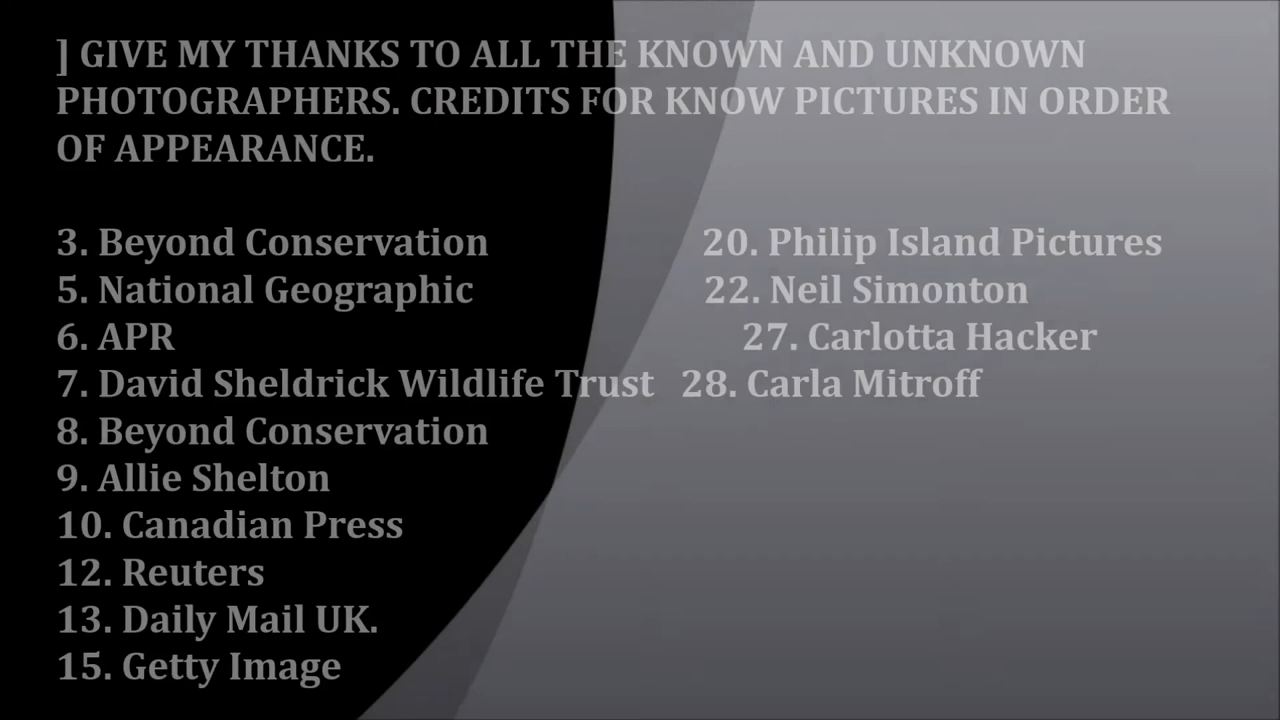 ] GIVE MY THANKS TO ALL THE KNOWN AND UNKNOWN
PHOTOGRAPHERS. CREDITS FOR KNOW PICTURES IN ORDER
OF APPEARANCE.
3. Beyond Conservation 20. Philip Island Pictures
5. National Geographic 22. Neil Simonton
6. APR 27. Carlotta Hacker
7. David Sheldrick Wildlife Trust 28. Carla Mitroff
8. Beyond Conservation
9. Allie Shelton
10. Canadian Press
12. Reuters
13. Daily Mail UK.
15. Getty Image